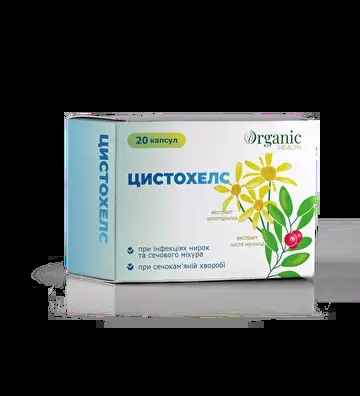 20 капсул
Organic
HEALTH
ЦИСТОХЕЛС
екстракт
золотарника
екстракт
листя мучниці
при інфекціях нирок
та сечового міхура
при сечокам'яній хворобі
ЦИСТОХЕЛС